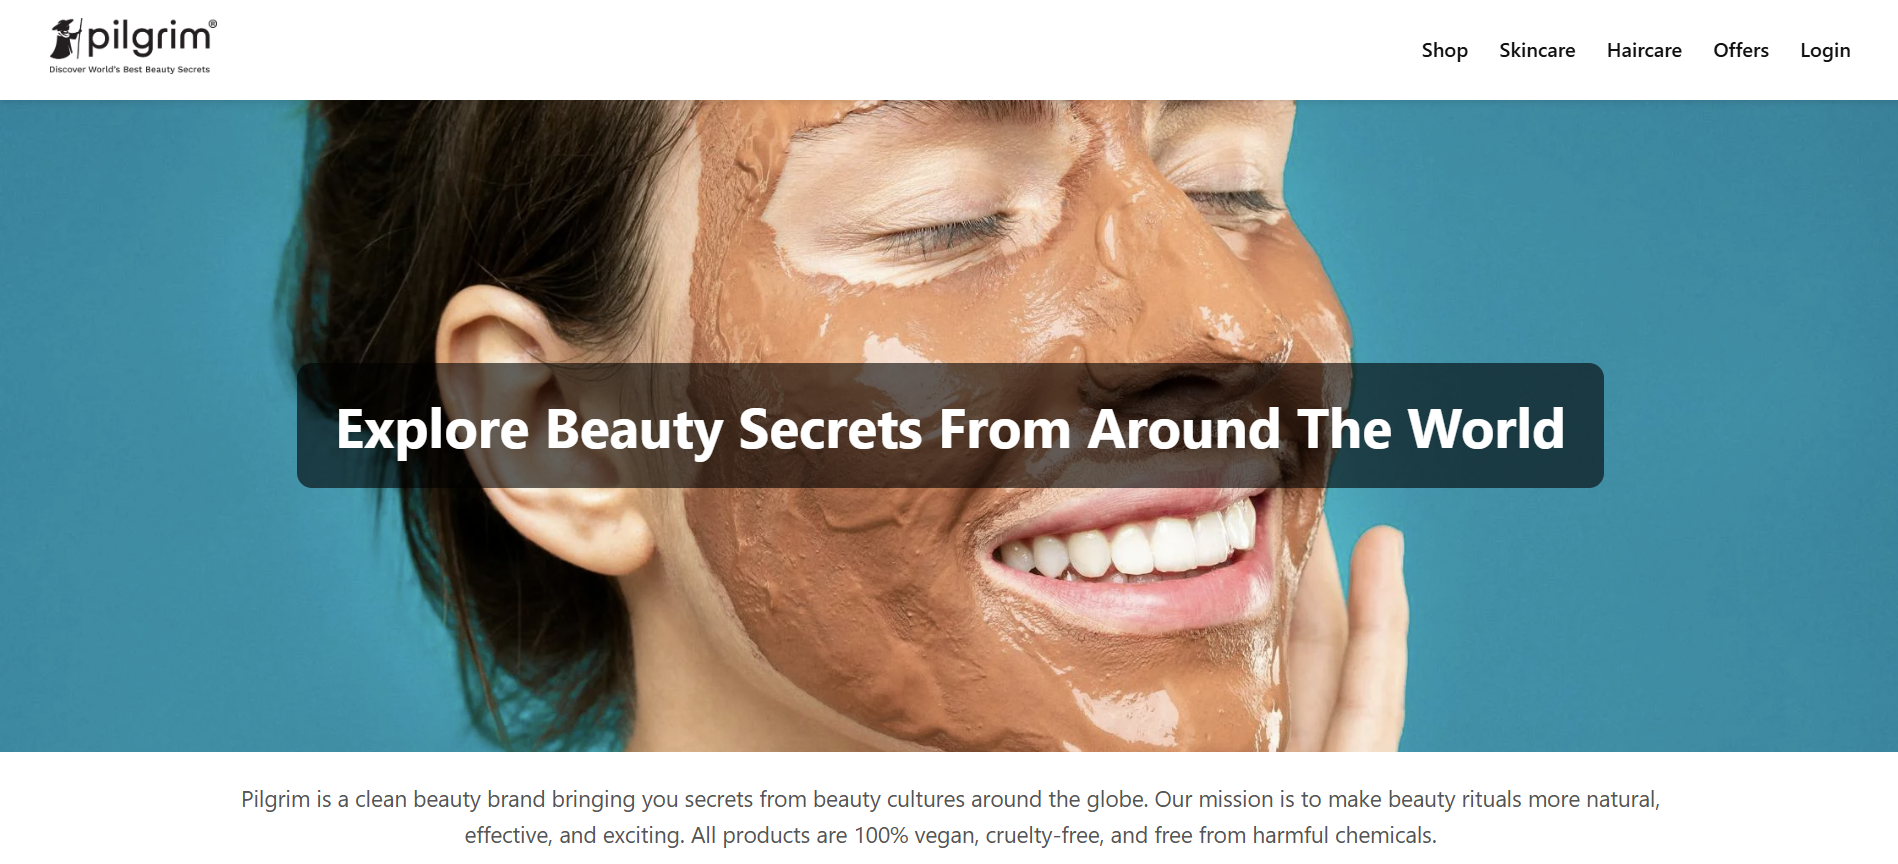 pilgrim®
Discover World's Best Beauty Secrets
Shop Skincare Haircare Offers Login
Explore Beauty Secrets From Around The World
Pilgrim is a clean beauty brand bringing you secrets from beauty cultures around the globe. Our mission is to make beauty rituals more natural,
effective, and exciting. All products are 100% vegan, cruelty-free, and free from harmful chemicals.